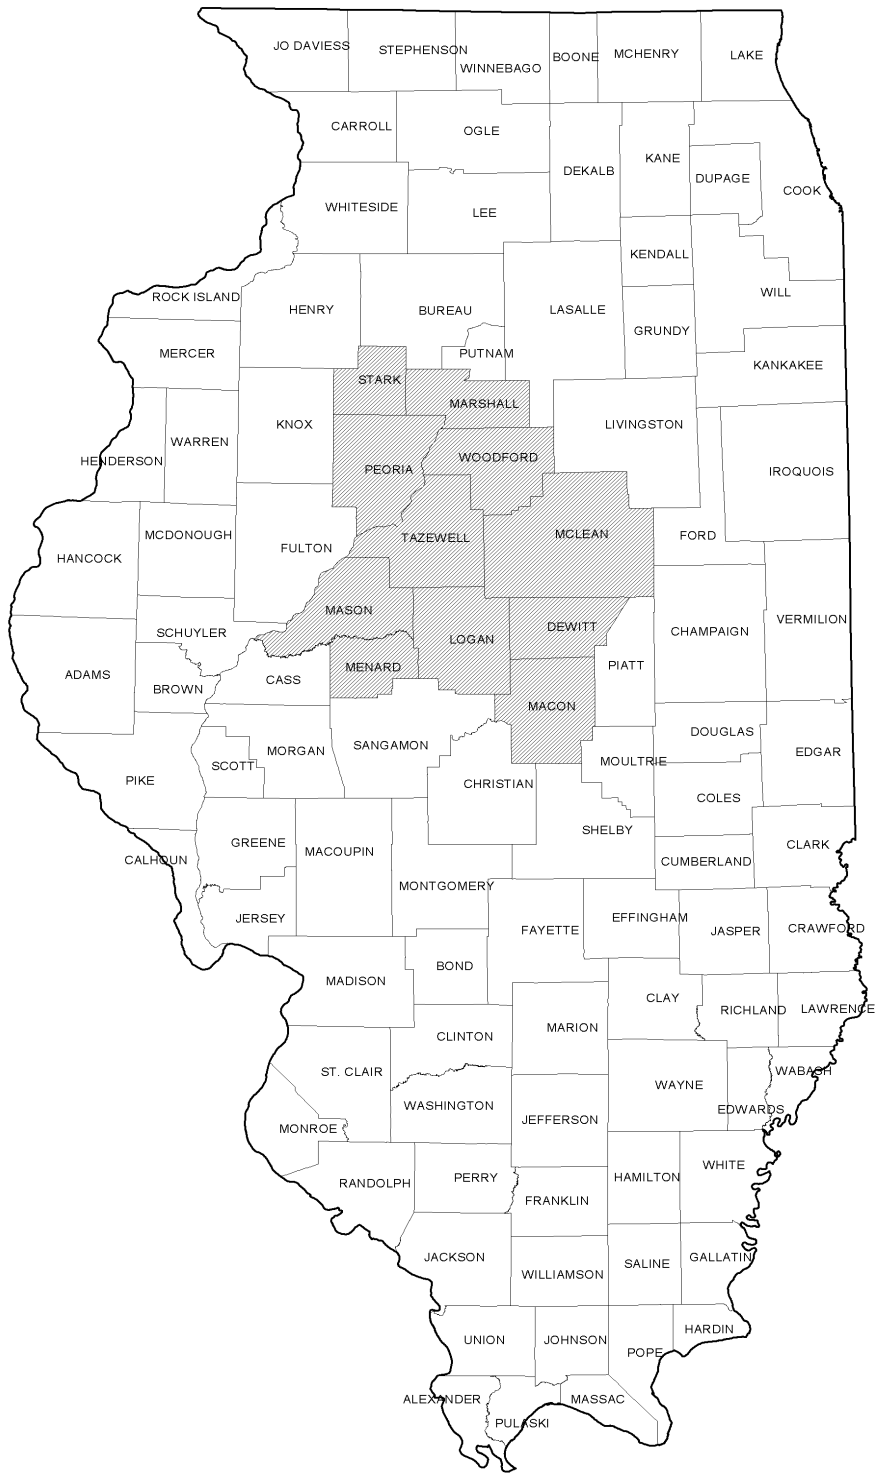 JO DAVIESS
STEPHENSON
WINNEBAGO
BOONE
MCHENRY
LAKE
CARROLL
OGLE
DEKALB
KANE
DUPAGE
COOK
WHITESIDE
LEE
KENDALL
WILL
ROCK ISLAND
HENRY
BUREAU
LASALLE
GRUNDY
MERCER
PUTNAM
KANKAKEE
STARK
MARSHALL
KNOX
LIVINGSTON
WARREN
HENDERSON
PEORIA
WOODFORD
IROQUOIS
HANCOCK
MCDONOUGH
FULTON
TAZEWELL
MCLEAN
FORD
MASON
SCHUYLER
LOGAN
DEWITT
CHAMPAIGN
VERMILION
ADAMS
BROWN
CASS
MENARD
PIATT
MACON
DOUGLAS
EDGAR
PIKE
SCOTT
MORGAN
SANGAMON
CHRISTIAN
MOULTRIE
COLES
SHELBY
CALHOUN
GREENE
MACOUPIN
CUMBERLAND
CLARK
MONTGOMERY
JERSEY
FAYETTE
EFFINGHAM
JASPER
CRAWFORD
MADISON
BOND
CLAY
RICHLAND
LAWRENCE
CLINTON
MARION
ST. CLAIR
WAYNE
WABASH
WASHINGTON
JEFFERSON
EDWARDS
MONROE
RANDOLPH
PERRY
FRANKLIN
HAMILTON
WHITE
JACKSON
WILLIAMSON
SALINE
GALLATIN
UNION
JOHNSON
POPE
HARDIN
ALEXANDER
PULASKI
MASSAC